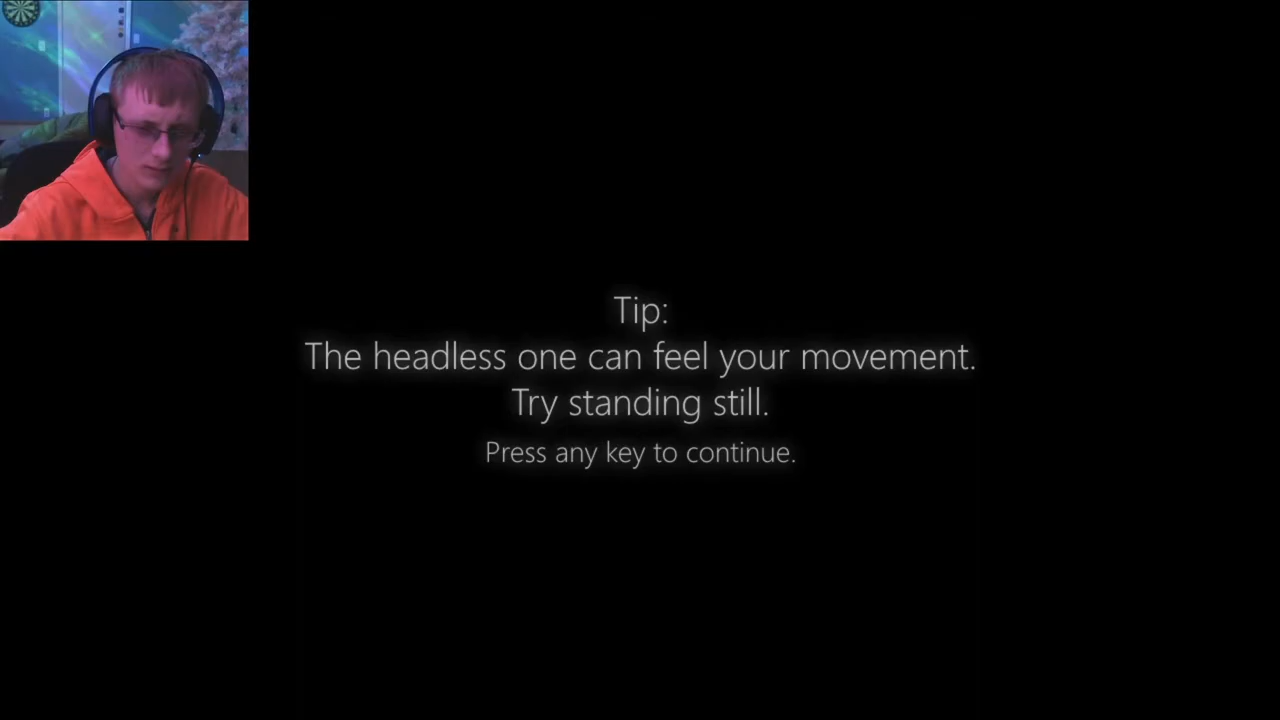 Tip:
The headless one can feel your movement.
Try standing still.
Press any key to continue.